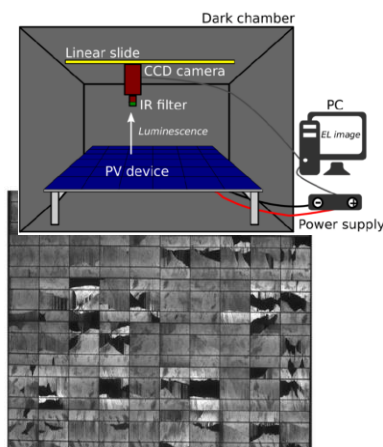 Dark chamber
Linear slide
CCD camera
IR filter
PC
EL image
Luminescence
PV device
Power supply